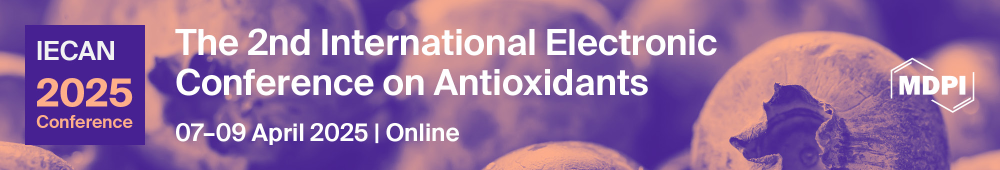 IECAN
2025
Conference
The 2nd International Electronic
Conference on Antioxidants
07–09 April 2025 | Online
MDPI